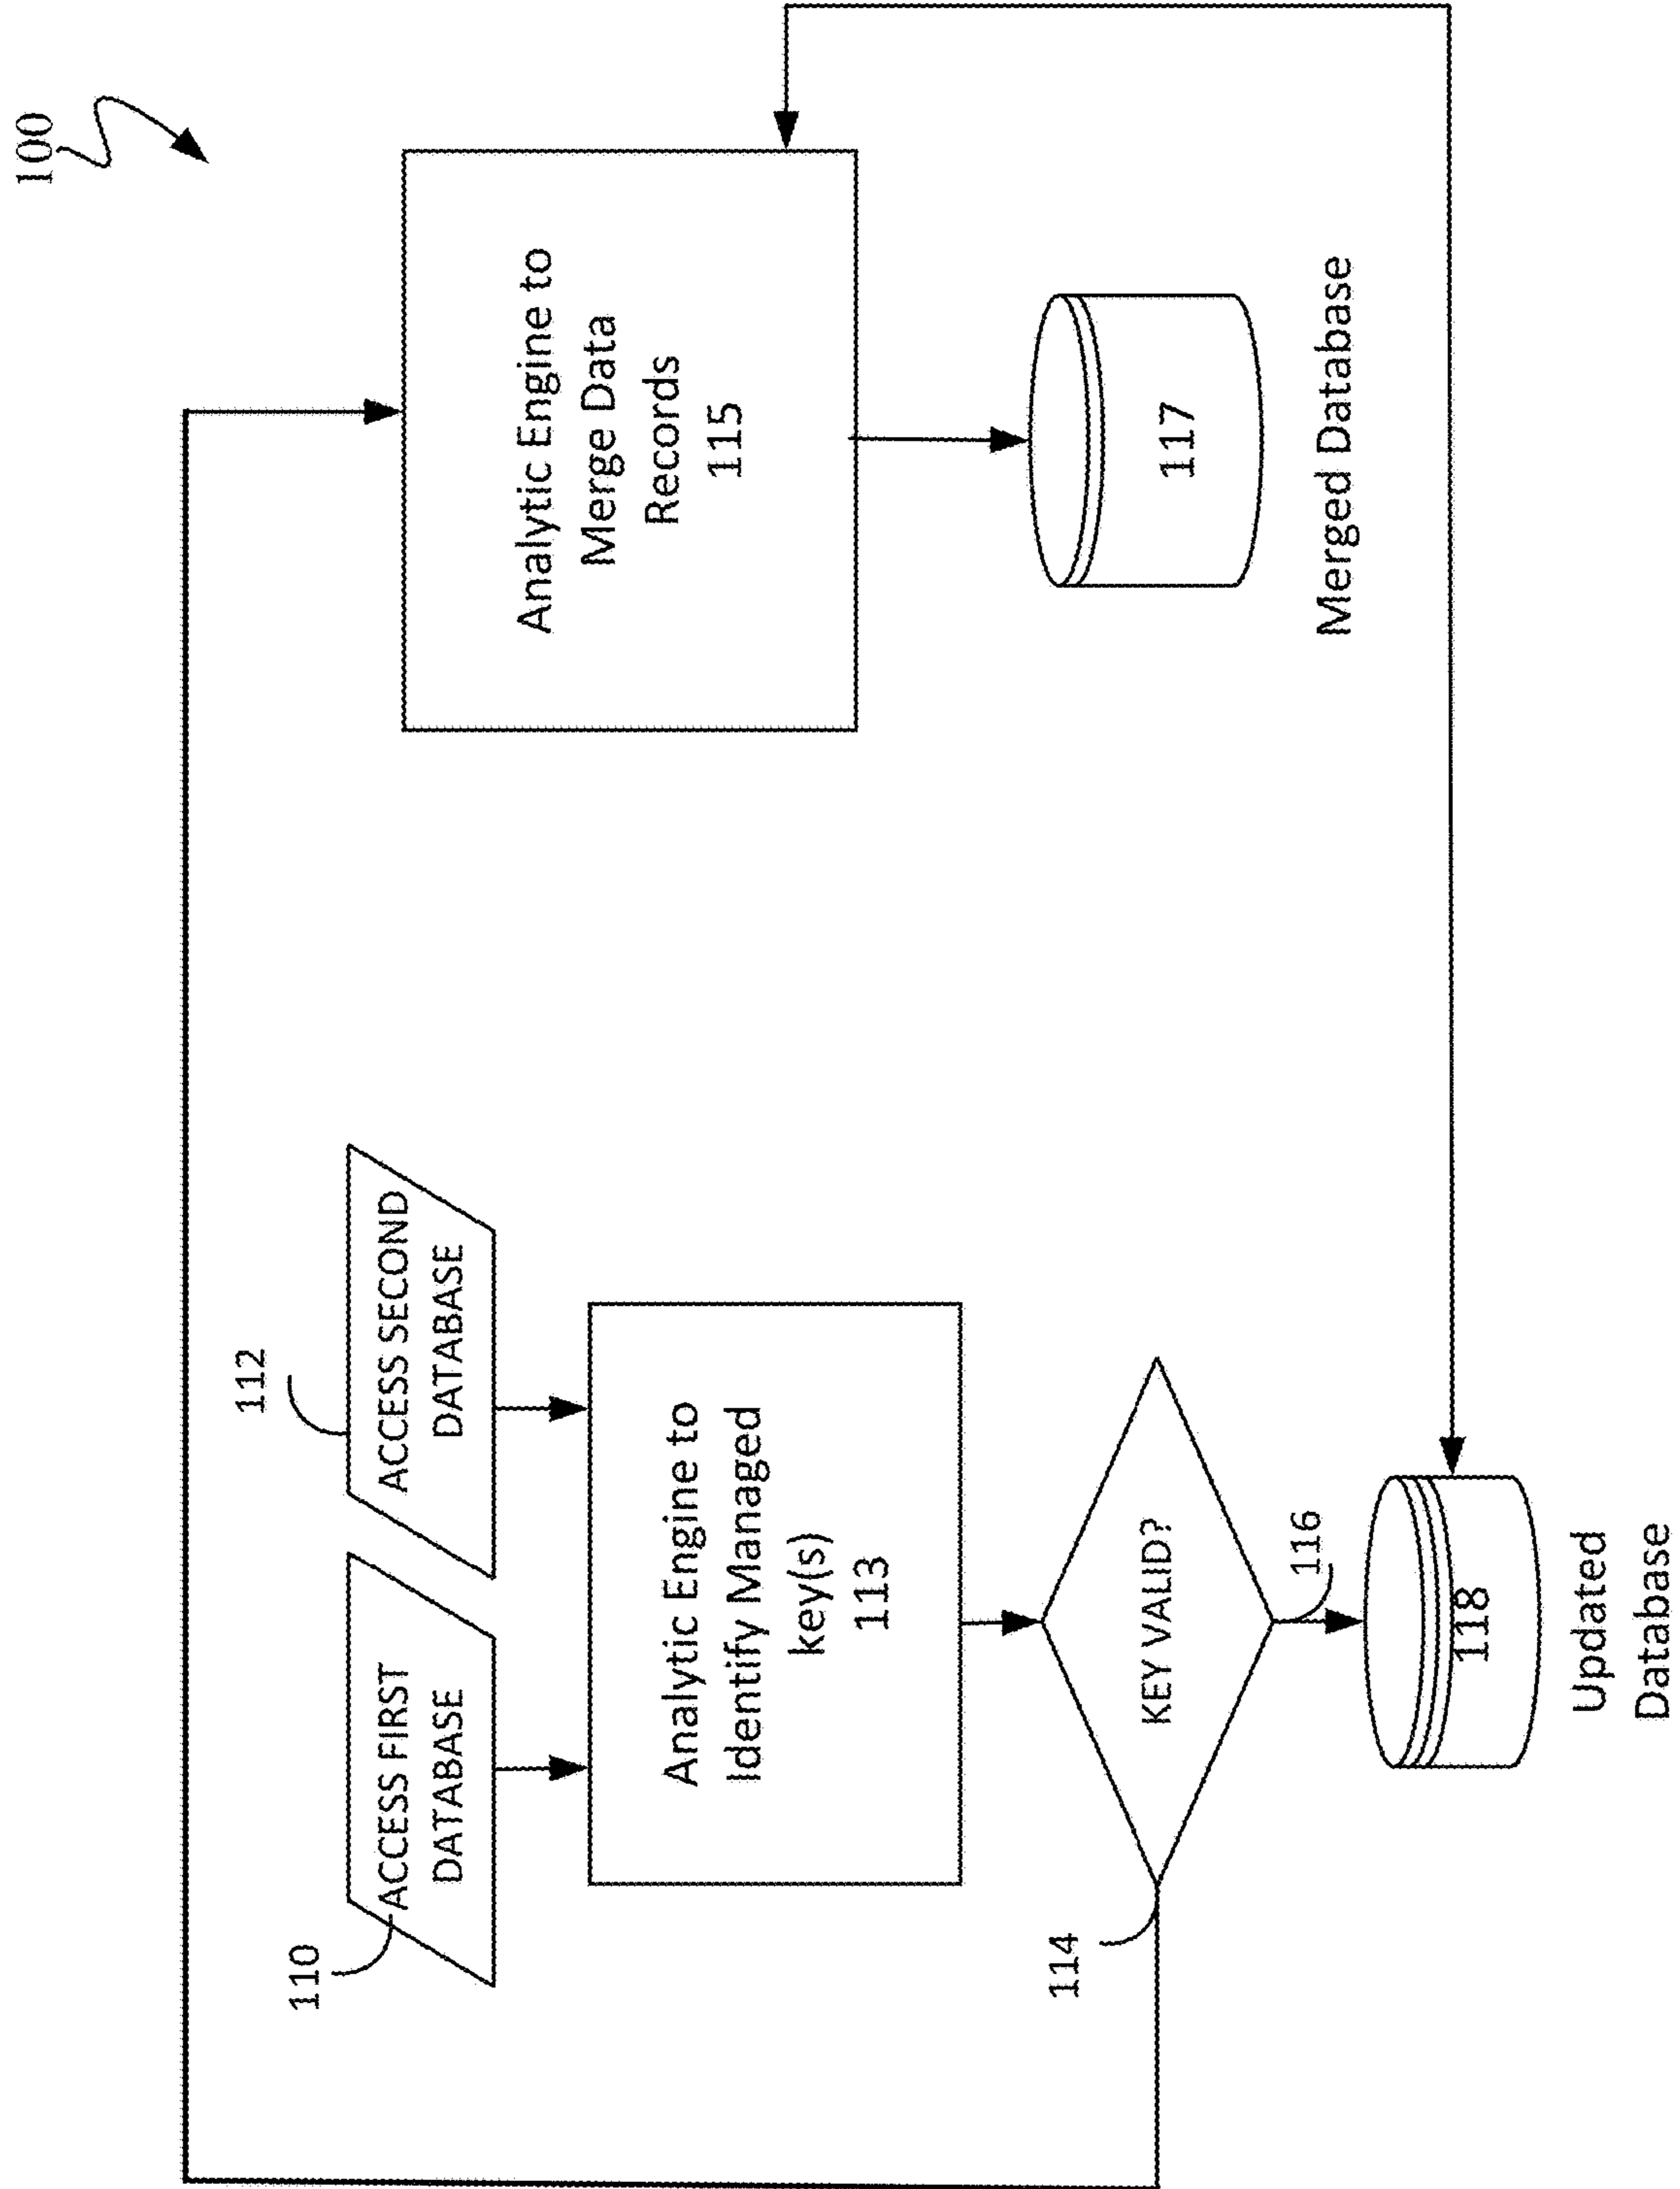 100
112
110
ACCESS FIRST
DATABASE
ACCESS SECOND
DATABASE
Analytic Engine to
Identify Managed
key(s)
113
Analytic Engine to
Merge Data
Records
115
114
KEY VALID?
116
118
Updated
Database
117
Merged Database